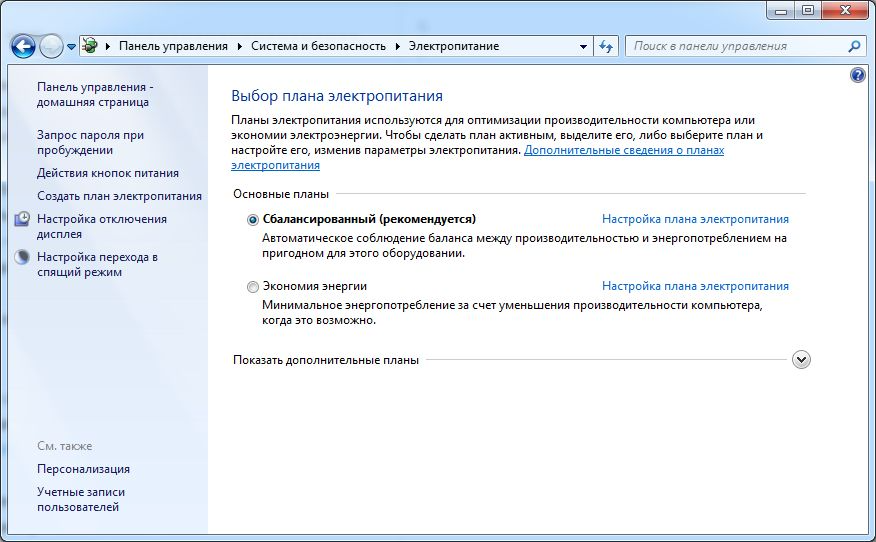 Панель управления
Система и безопасность
Электропитание
Поиск в панели управления
Панель управления -
домашняя страница
Запрос пароля при
пробуждении
Действия кнопок питания
Создать план электропитания
Настройка отключения
дисплея
Настройка перехода в
спящий режим
См. также
Персонализация
Учетные записи
пользователей
Выбор плана электропитания
Планы электропитания используются для оптимизации производительности компьютера или
экономии электроэнергии. Чтобы сделать план активным, выделите его, либо выберите план и
настройте его, изменив параметры электропитания. Дополнительные сведения о планах
электропитания
Основные планы
Сбалансированный (рекомендуется) Настройка плана электропитания
Автоматическое соблюдение баланса между производительностью и энергопотреблением на
пригодном для этого оборудовании.
Экономия энергии Настройка плана электропитания
Минимальное энергопотребление за счет уменьшения производительности компьютера,
когда это возможно.
Показать дополнительные планы